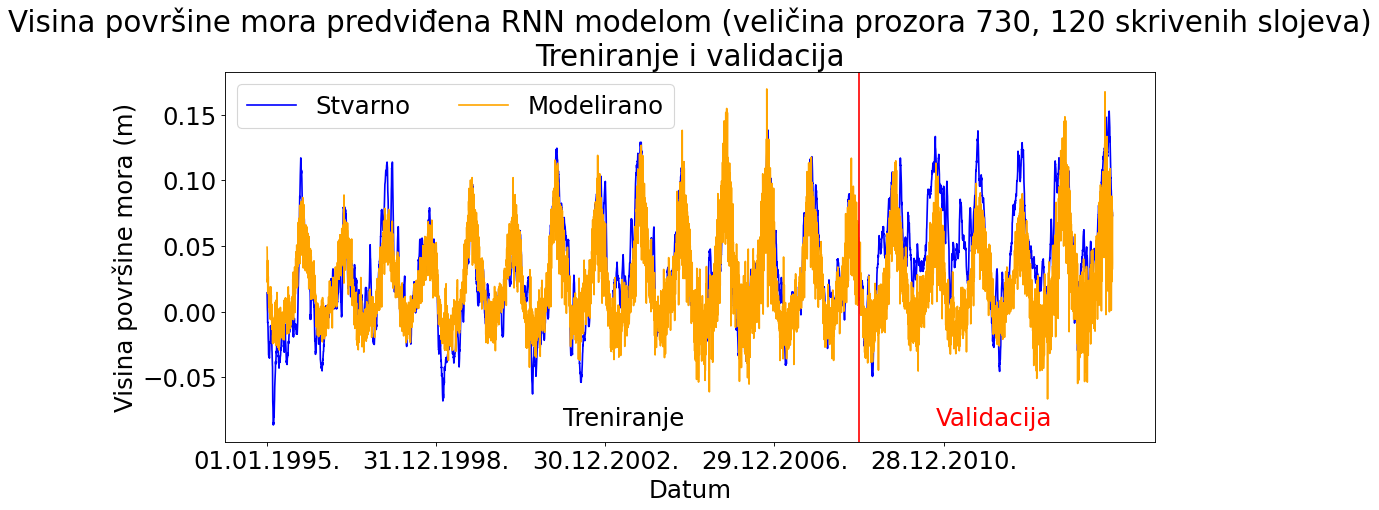 Visina površine mora predviđena RNN modelom (veličina prozora 730, 120 skrivenih slojeva)
Treniranje i validacija
Stvarno Modelirano
Visina površine mora (m)
0.15
0.10
0.05
0.00
−0.05
Treniranje Validacija
01.01.1995. 31.12.1998. 30.12.2002. 29.12.2006. 28.12.2010.
Datum